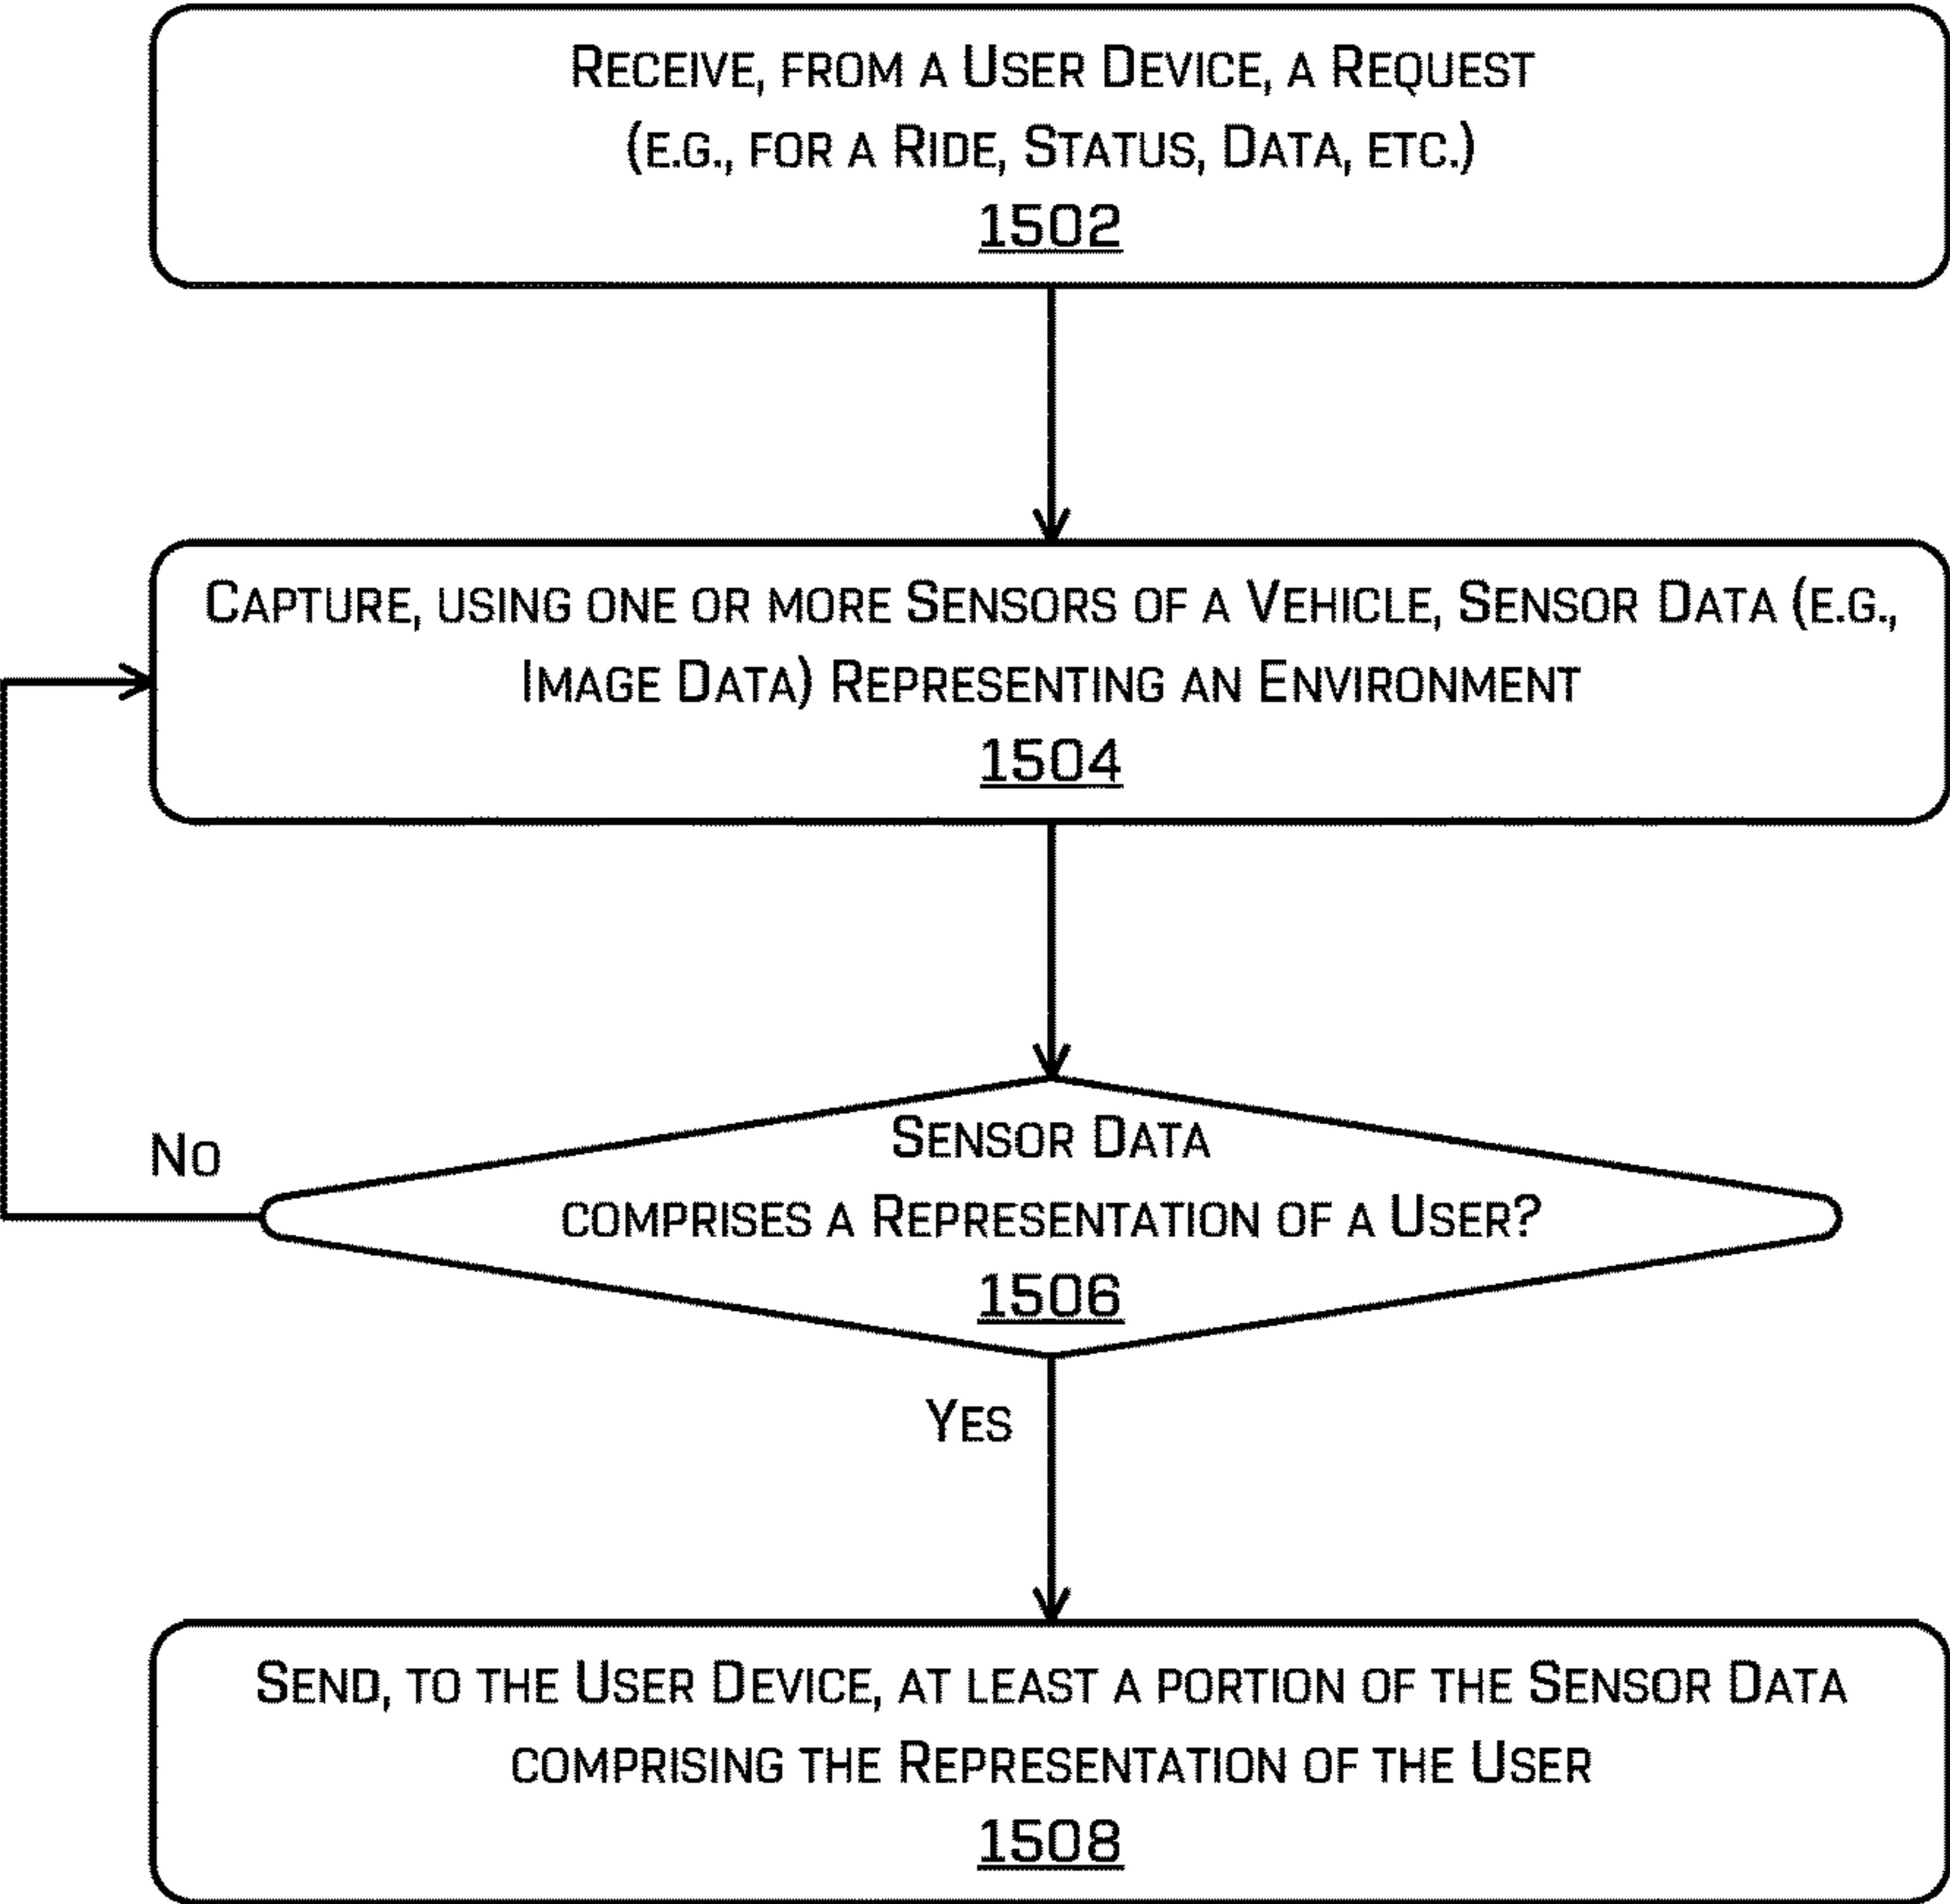 RECEIVE, FROM A USER DEVICE, A REQUEST
(E.G., FOR A RIDE, STATUS, DATA, ETC.)
1502
CAPTURE, USING ONE OR MORE SENSORS OF A VEHICLE, SENSOR DATA (E.G.,
IMAGE DATA) REPRESENTING AN ENVIRONMENT
1504
SENSOR DATA
COMPRISES A REPRESENTATION OF A USER?
1506
NO
YES
SEND, TO THE USER DEVICE, AT LEAST A PORTION OF THE SENSOR DATA
COMPRISING THE REPRESENTATION OF THE USER
1508